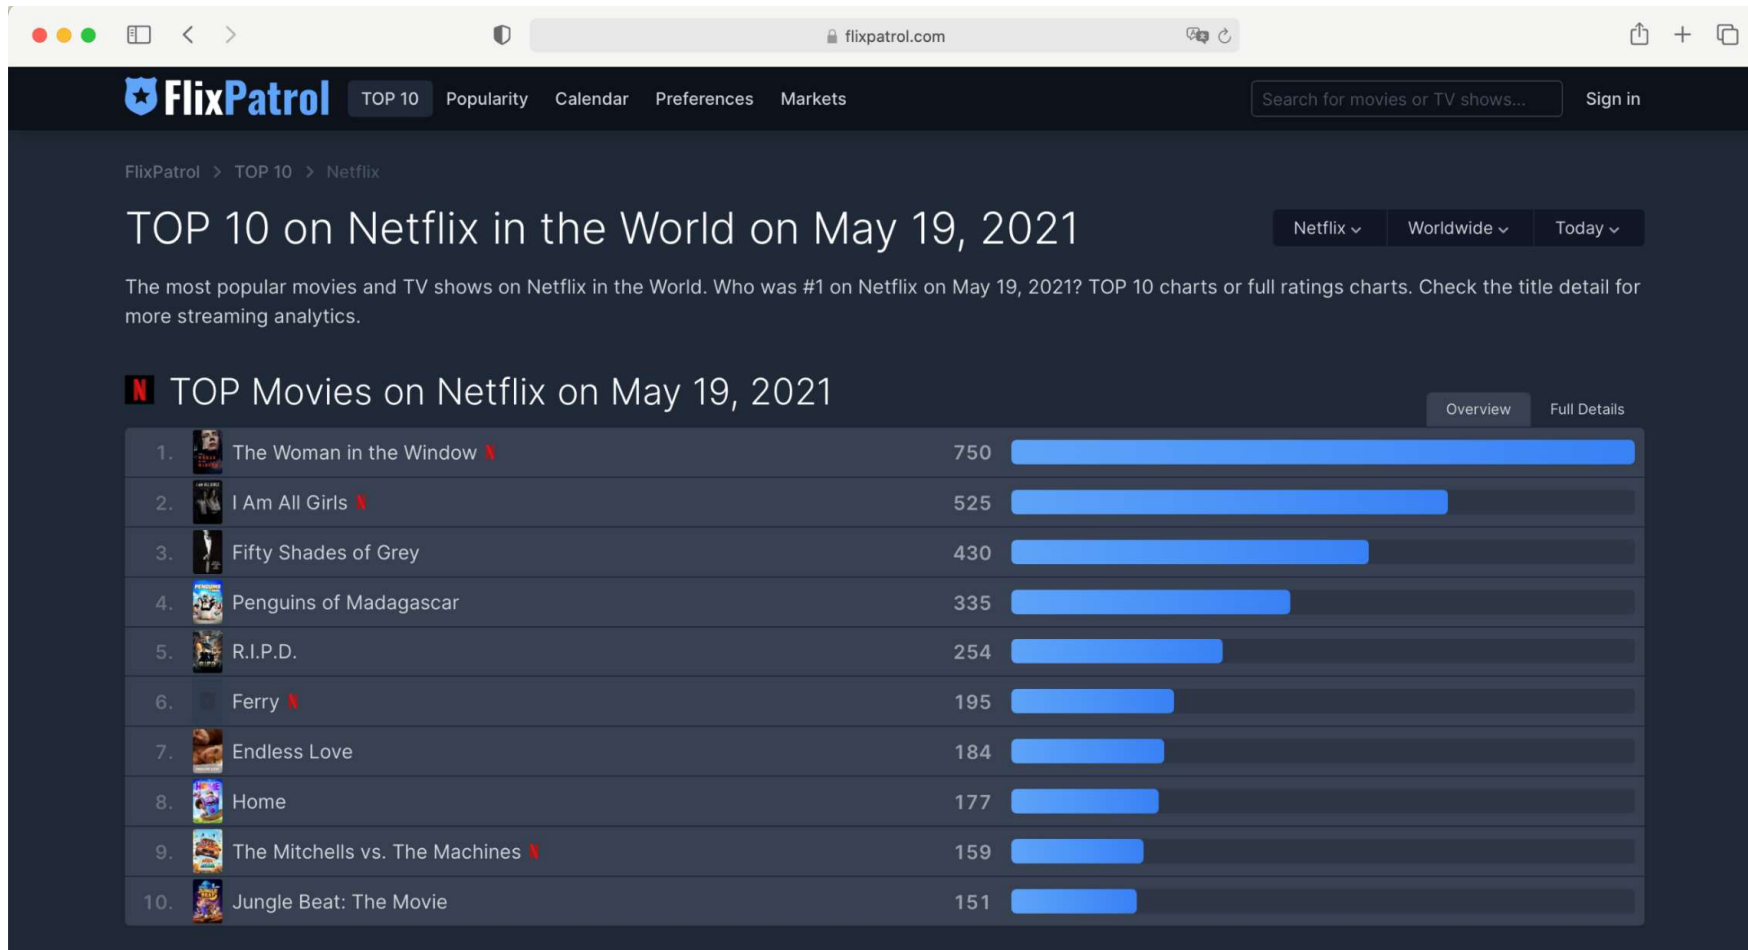 flixpatrol.com
FlixPatrol TOP 10 Popularity Calendar Preferences Markets Search for movies or TV shows... Sign in
FlixPatrol > TOP 10 > Netflix
TOP 10 on Netflix in the World on May 19, 2021 Netflix Worldwide Today
The most popular movies and TV shows on Netflix in the World. Who was #1 on Netflix on May 19, 2021? TOP 10 charts or full ratings charts. Check the title detail for
more streaming analytics.
N TOP Movies on Netflix on May 19, 2021
Overview Full Details
1. The Woman in the Window N 750
2. I Am All Girls N 525
3. Fifty Shades of Grey 430
4. Penguins of Madagascar 335
5. R.I.P.D. 254
6. Ferry N 195
7. Endless Love 184
8. Home 177
9. The Mitchells vs. The Machines N 159
10. Jungle Beat: The Movie 151